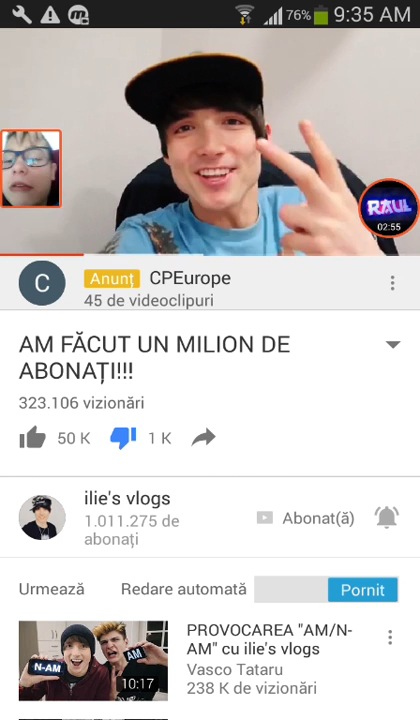 76% 9:35 AM
RAUL
02:55
C
Anunț CPEurope
45 de videoclipuri
AM FĂCUT UN MILION DE
ABONAȚI!!!
323.106 vizionări
50 K 1 K
ilie's vlogs
1.011.275 de
abonați
Abonat(ă)
Urmează Redare automată Pornit
N-AM
AM
10:17
PROVOCAREA "AM/N-
AM" cu ilie's vlogs
Vasco Tataru
238 K de vizionări